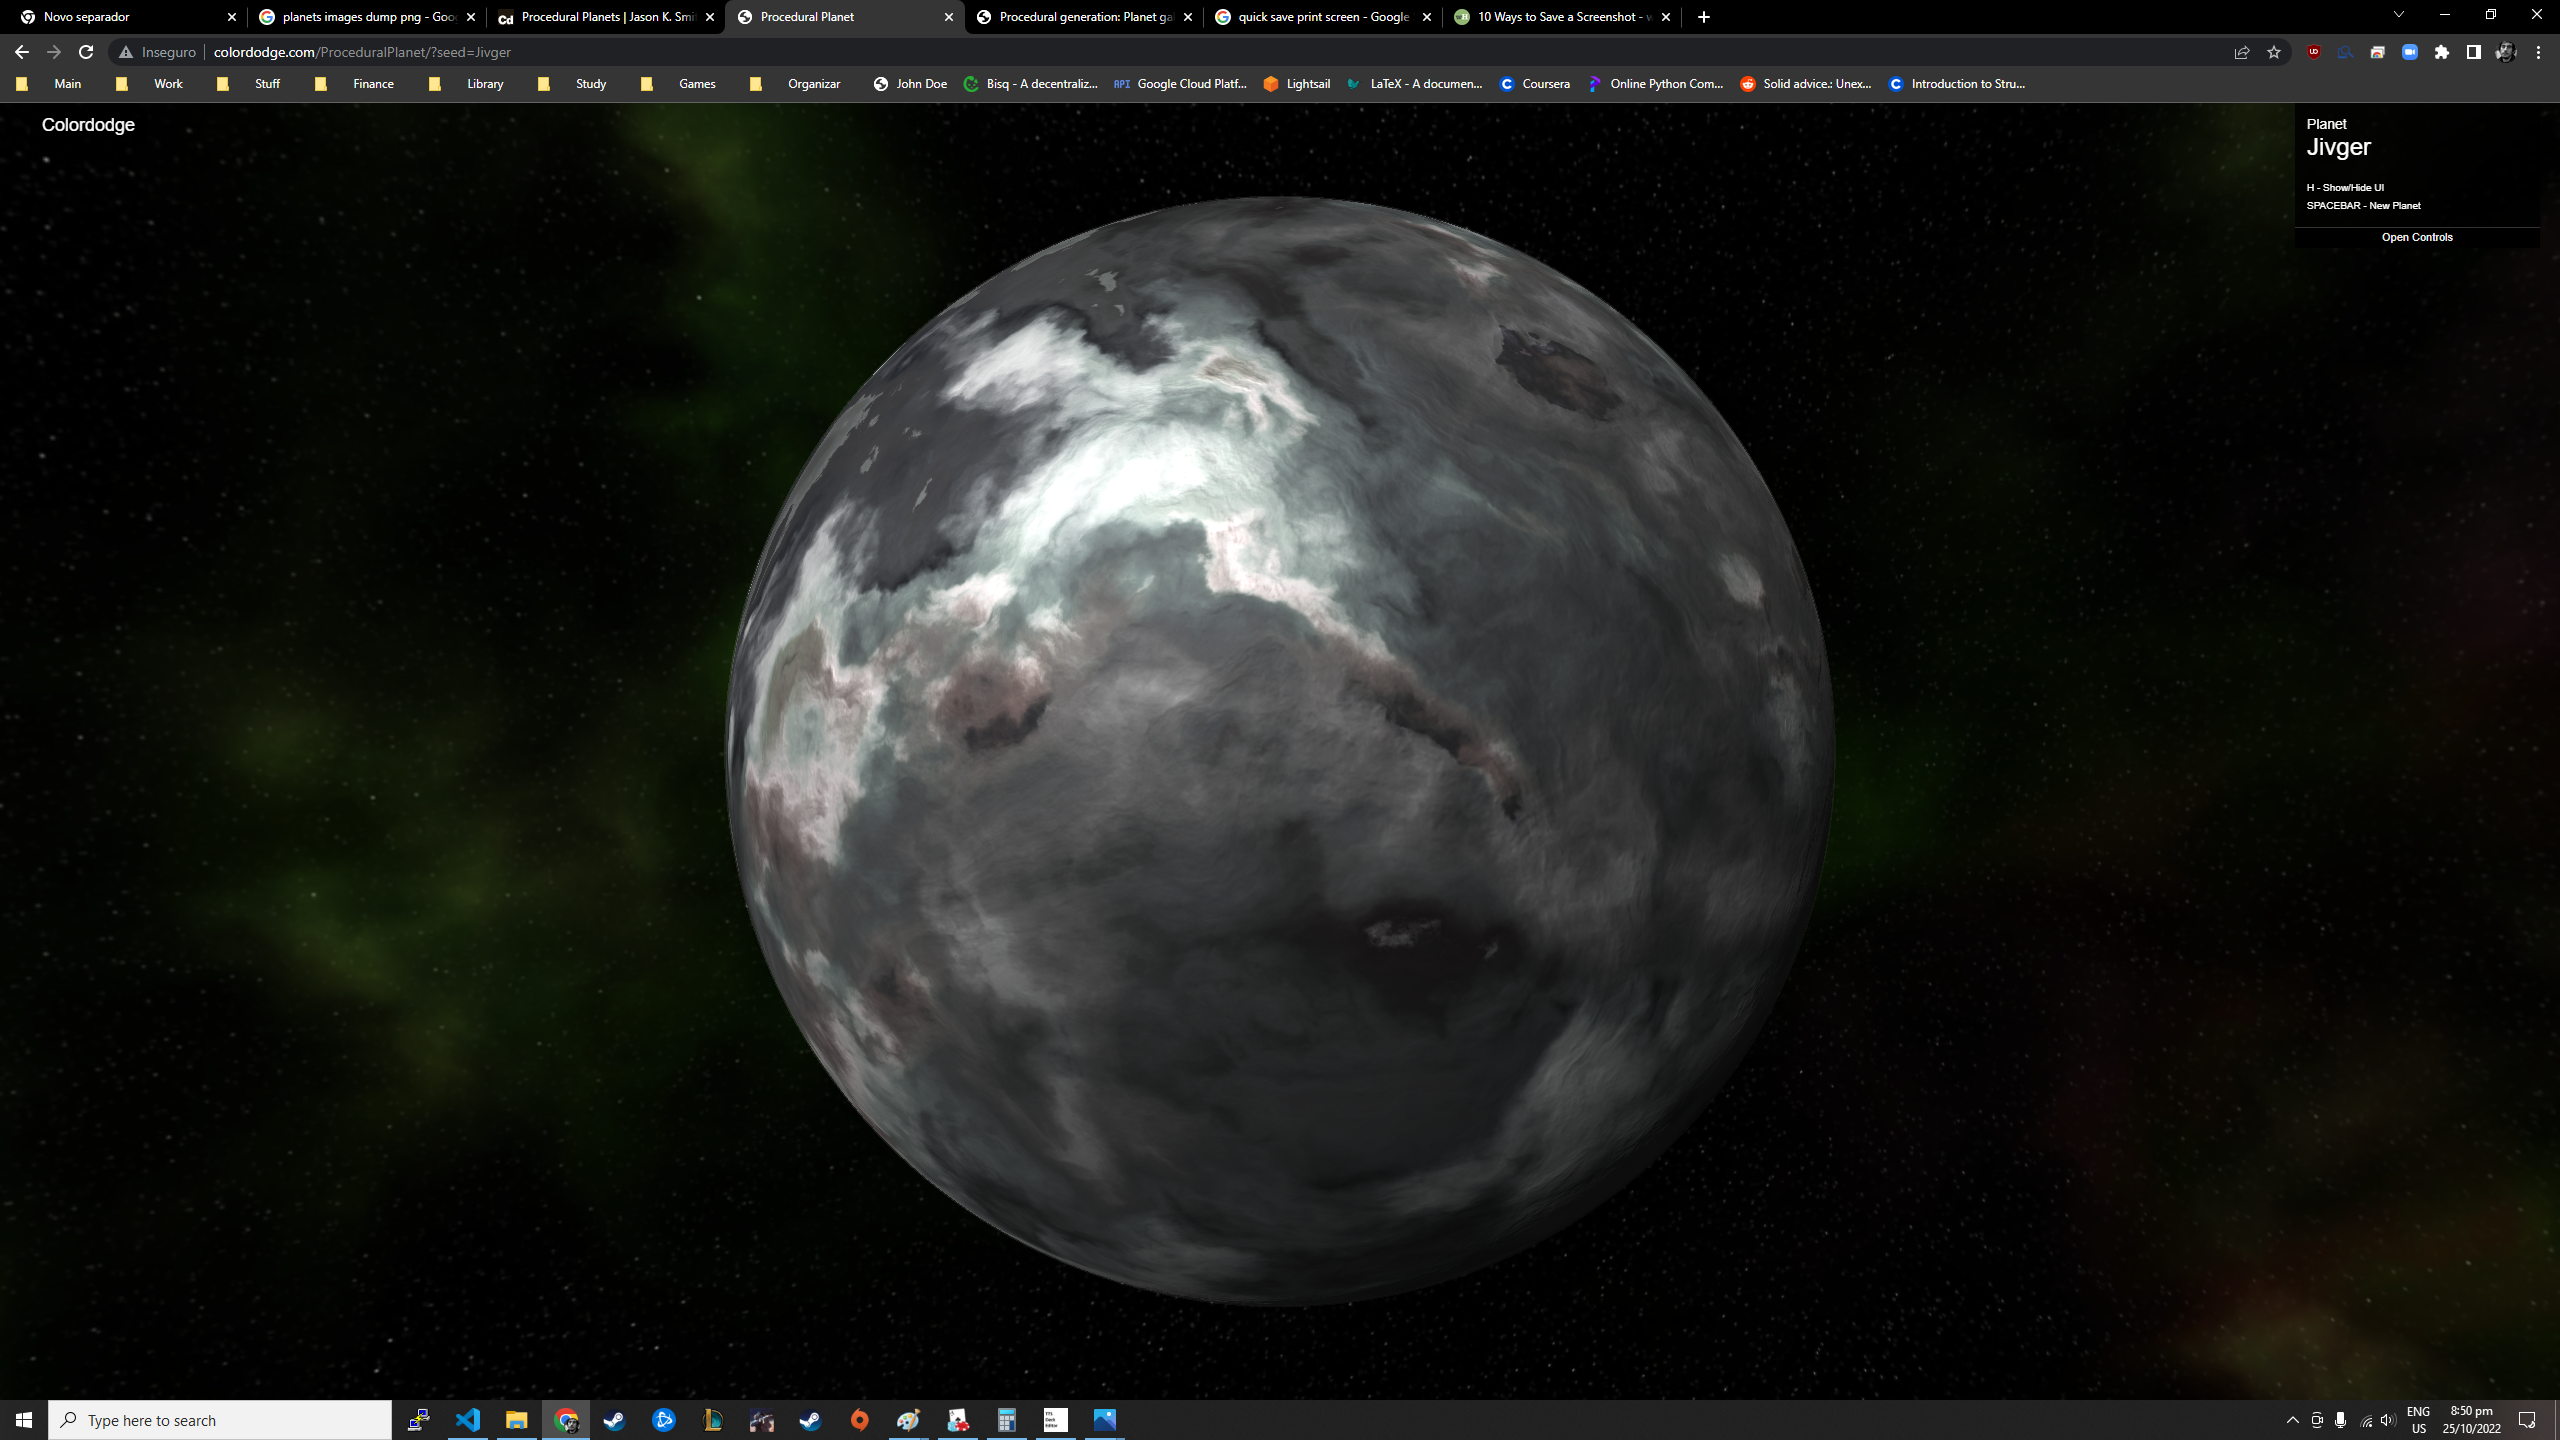 Novo separador
planets images dump png - Goo
Procedural Planets | Jason K. Smi
Procedural Planet
Procedural generation: Planet ga
quick save print screen - Google
10 Ways to Save a Screenshot - w
Inseguro
colordodge.com/ProceduralPlanet/?seed=Jivger
Main
Work
Stuff
Finance
Library
Study
Games
Organizar
John Doe
Bisq - A decentraliz...
API
Google Cloud Platf...
Lightsail
LaTeX - A documen...
Coursera
Online Python Com...
Solid advice.: Unex...
Introduction to Stru...
Colordodge
Planet
Jivger
H - Show/Hide UI
SPACEBAR - New Planet
Open Controls
Type here to search
ENG
US
8:50 pm
25/10/2022